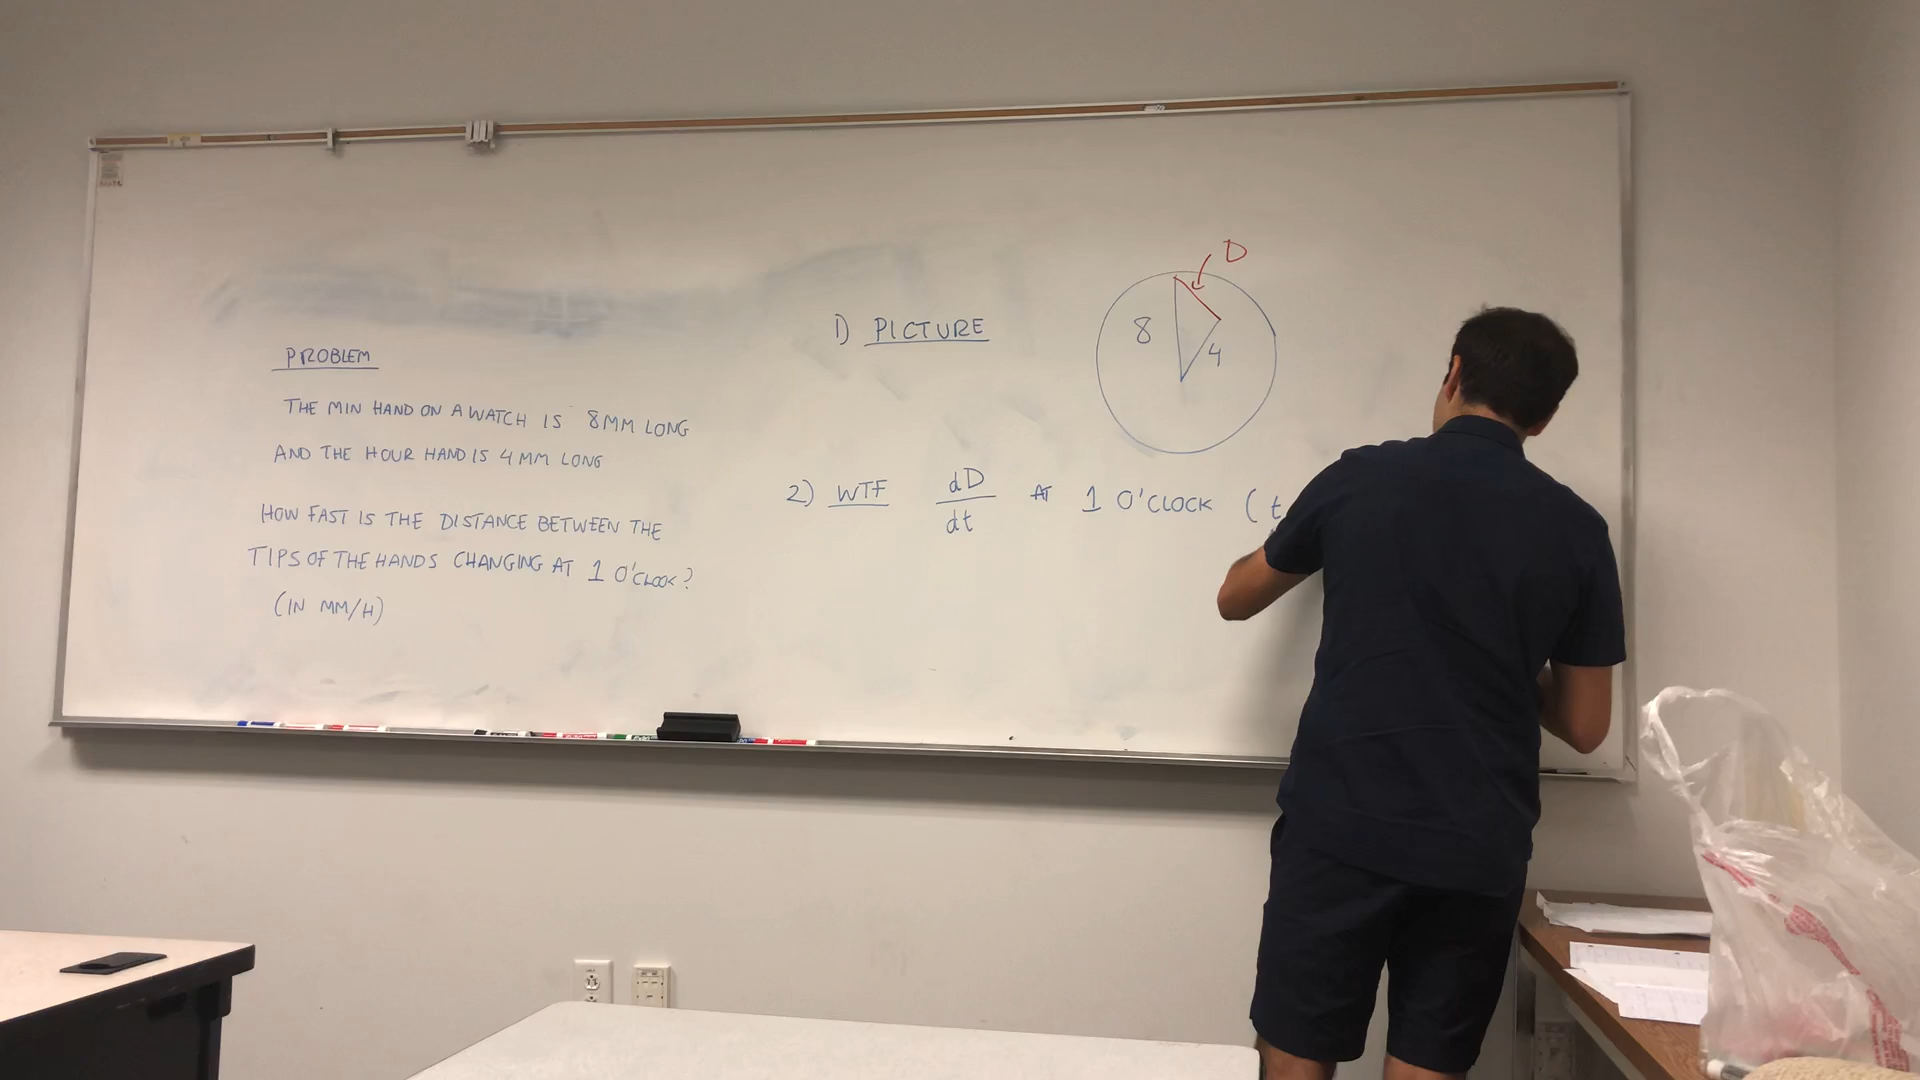 PROBLEM
THE MIN HAND ON A WATCH IS 8MM LONG
AND THE HOUR HAND IS 4MM LONG
HOW FAST IS THE DISTANCE BETWEEN THE
TIPS OF THE HANDS CHANGING AT 1 O'CLOCK?
(IN MM/H)
1) PICTURE
D
8
4
2) WTF dD/dt AT 1 O'CLOCK (t